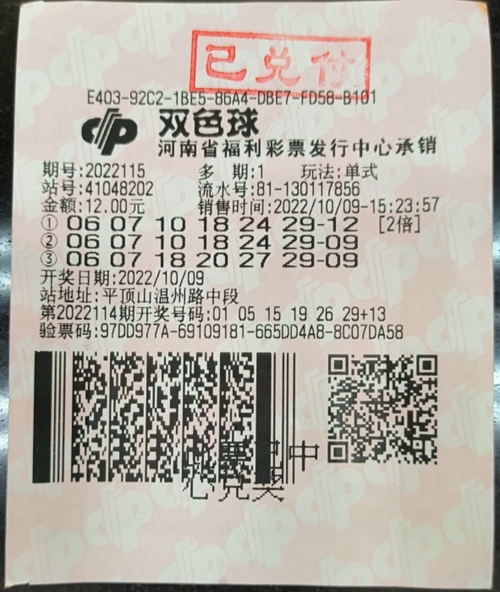 已兑付
E403-92C2-1BE5-86A4-DBE7-FD58-B101
双色球
河南省福利彩票发行中心承销
期号:2022115 多 期:1 玩法:单式
站号:41048202 流水号:81-130117856
金额:12.00元 销售时间:2022/10/09-15:23:57
① 06 07 10 18 24 29-12 [2倍]
② 06 07 10 18 24 29-09
③ 06 07 18 20 27 29-09
开奖日期:2022/10/09
站地址:平顶山温州路中段
第2022114期开奖号码:01 05 15 19 26 29+13
验票码:97DD977A-69109181-665DD4A8-8C07DA58
中
心兑奖